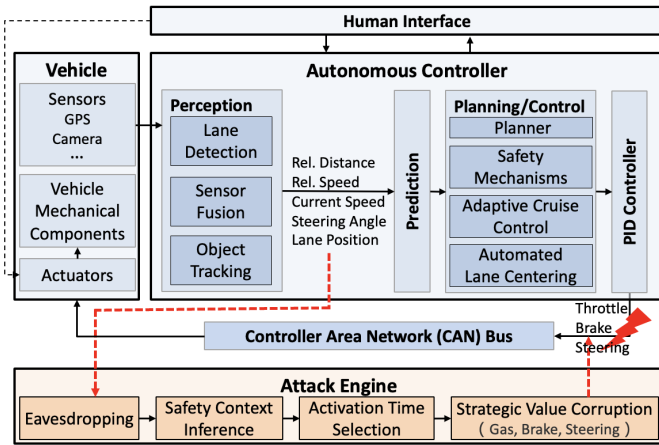 Human Interface
Vehicle
Sensors
GPS
Camera
...
Vehicle
Mechanical
Components
Actuators
Autonomous Controller
Perception
Lane
Detection
Sensor
Fusion
Object
Tracking
Rel. Distance
Rel. Speed
Current Speed
Steering Angle
Lane Position
Prediction
Planning/Control
Planner
Safety
Mechanisms
Adaptive Cruise
Control
Automated
Lane Centering
PID Controller
Throttle
Brake
Steering
Controller Area Network (CAN) Bus
Attack Engine
Eavesdropping
Safety Context
Inference
Activation Time
Selection
Strategic Value Corruption
( Gas, Brake, Steering )